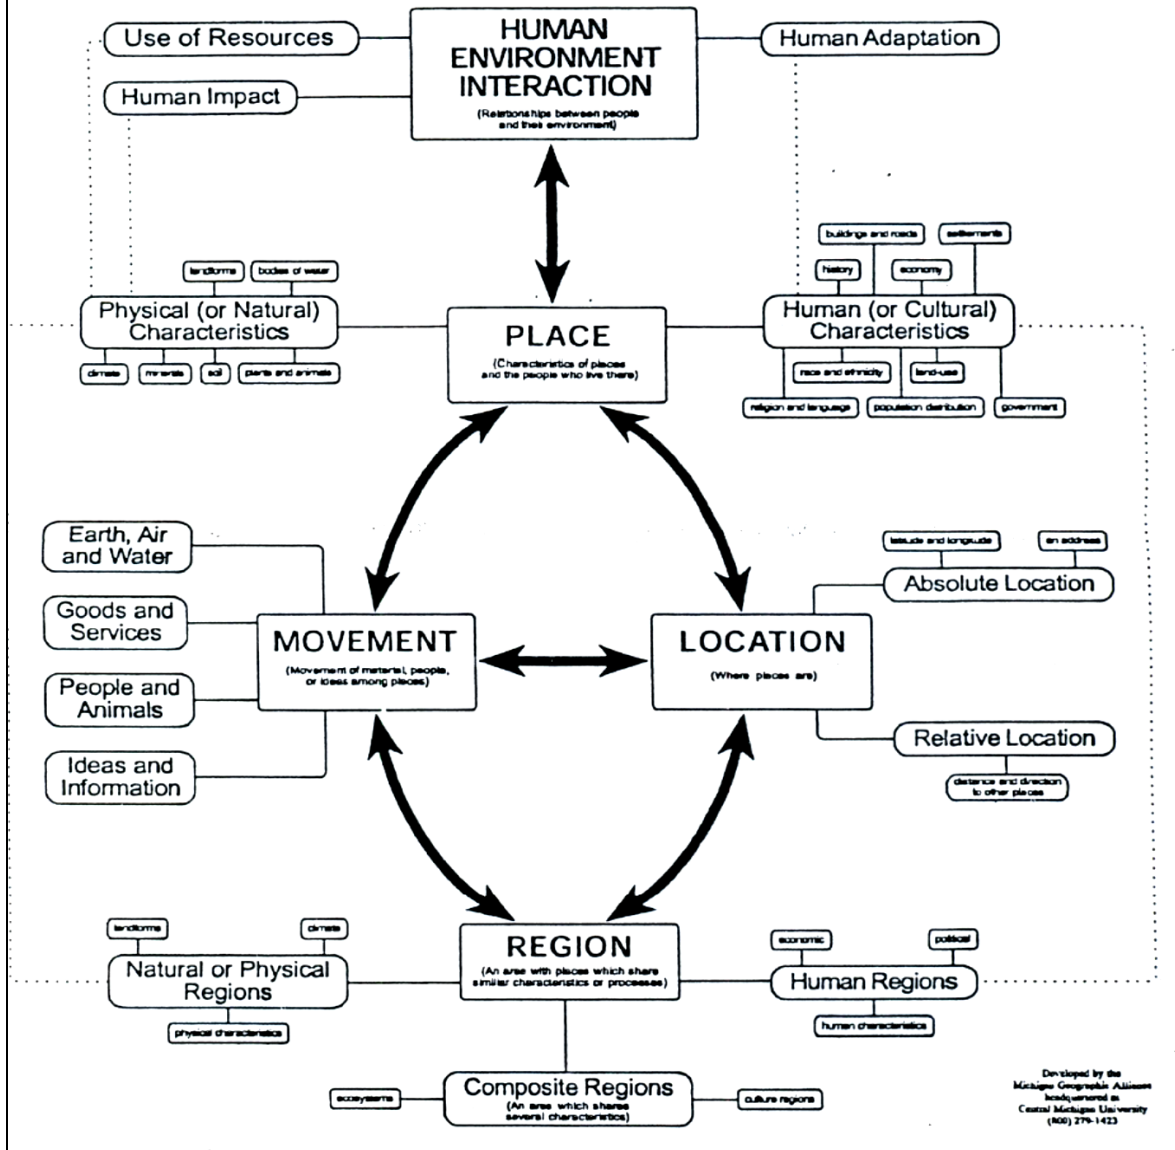 Use of Resources
HUMAN
ENVIRONMENT
INTERACTION
(Relationships between people
and their environment)
Human Adaptation
Human Impact
buildings and roads
settlements
landforms
bodies of water
history
economy
Physical (or Natural)
Characteristics
PLACE
(Characteristics of places
and the people who live there)
Human (or Cultural)
Characteristics
climate
minerals
soil
plants and animals
race and ethnicity
land-use
religion and language
population distribution
government
Earth, Air
and Water
latitude and longitude
an address
Absolute Location
Goods and
Services
MOVEMENT
(Movement of material, people,
or ideas among places)
LOCATION
(Where places are)
People and
Animals
Relative Location
distance and direction
to other places
Ideas and
Information
landforms
climate
Natural or Physical
Regions
physical characteristics
REGION
(An area with places which share
similar characteristics or processes)
economic
political
Human Regions
human characteristics
ecosystems
Composite Regions
(An area which shares
several characteristics)
culture regions
Developed by the
Michigan Geographic Alliance
headquartered at
Central Michigan University
(800) 279-1423